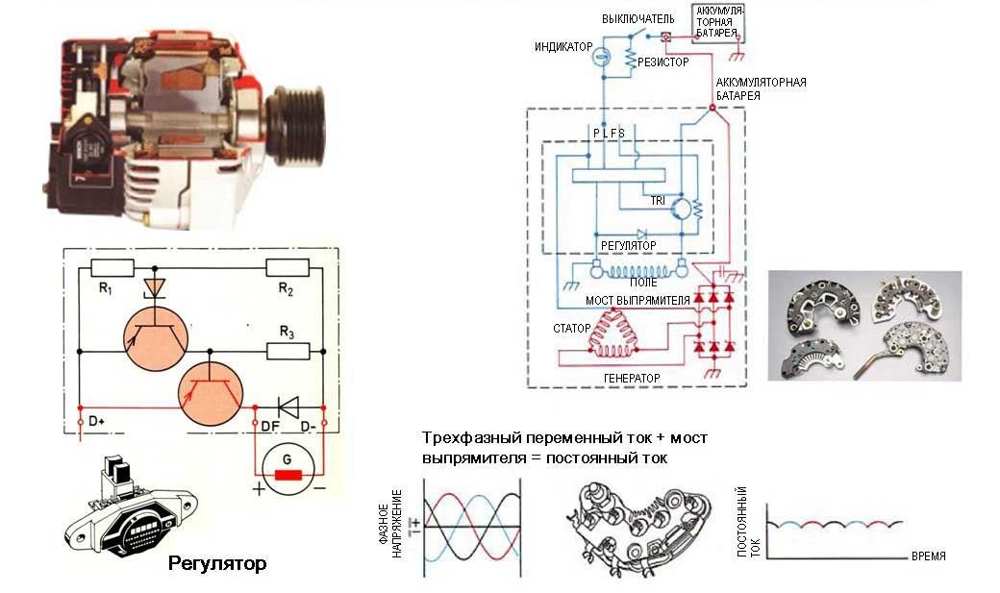 ВЫКЛЮЧАТЕЛЬ
АККУМУЛЯ-
ТОРНАЯ
БАТАРЕЯ
ИНДИКАТОР
РЕЗИСТОР
АККУМУЛЯТОРНАЯ
БАТАРЕЯ
P L F S
TRI
РЕГУЛЯТОР
ПОЛЕ
МОСТ ВЫПРЯМИТЕЛЯ
СТАТОР
ГЕНЕРАТОР
R1
R2
R3
D+
DF
D-
G
+
−
Регулятор
Трехфазный переменный ток + мост
выпрямителя = постоянный ток
ФАЗНОЕ
НАПРЯЖЕНИЕ
+
ПОСТОЯННЫЙ
ТОК
ВРЕМЯ